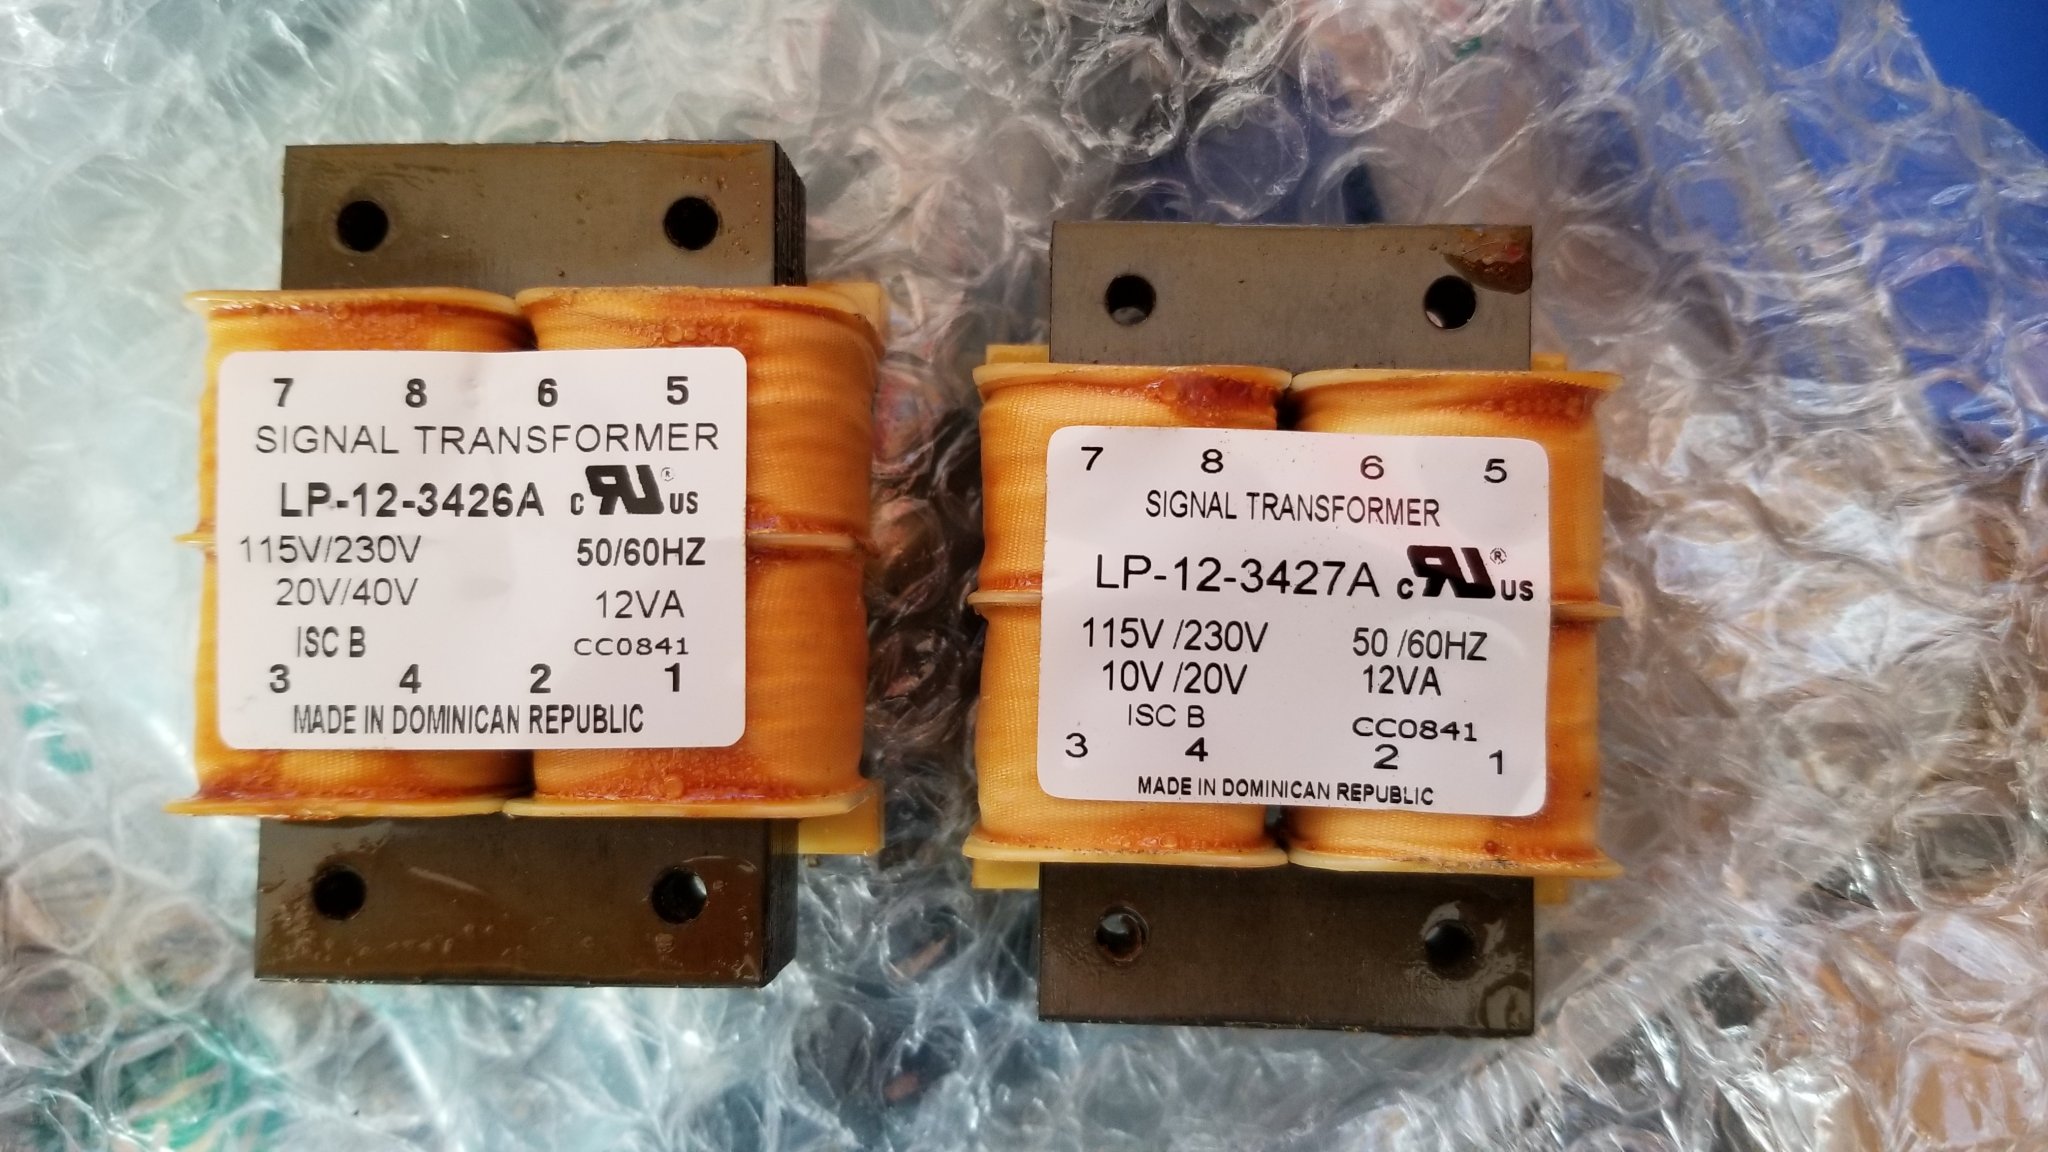 7 8 6 5
SIGNAL TRANSFORMER
LP-12-3426A c RU ® US
115V/230V 50/60HZ
20V/40V 12VA
ISC B CC0841
3 4 2 1
MADE IN DOMINICAN REPUBLIC
7 8 6 5
SIGNAL TRANSFORMER
LP-12-3427A c RU ® US
115V /230V 50 /60HZ
10V /20V 12VA
ISC B CC0841
3 4 2 1
MADE IN DOMINICAN REPUBLIC